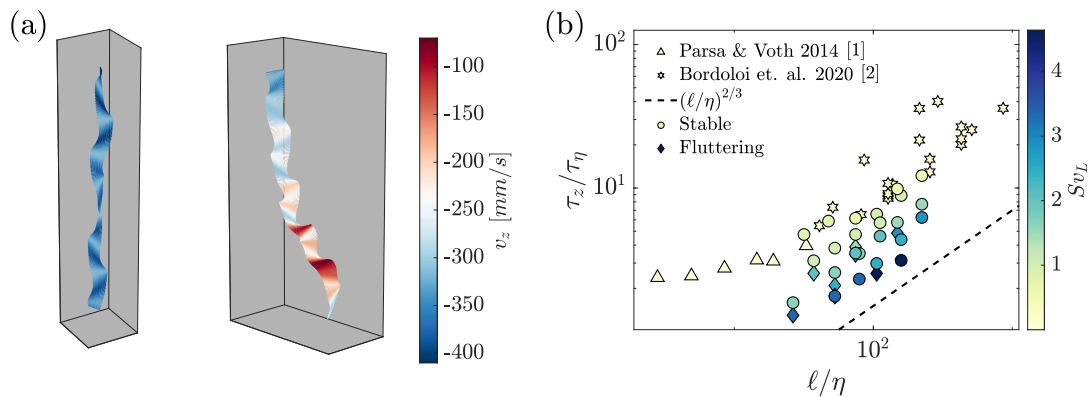 (a)
-100
-150
-200
-250
-300
-350
-400
v_z [mm/s]
(b)
10^2
10^1
τ_z/τ_η
Parsa & Voth 2014 [1]
Bordoloi et. al. 2020 [2]
(ℓ/η)^{2/3}
Stable
Fluttering
10^2
ℓ/η
4
3
2
1
Sv_L